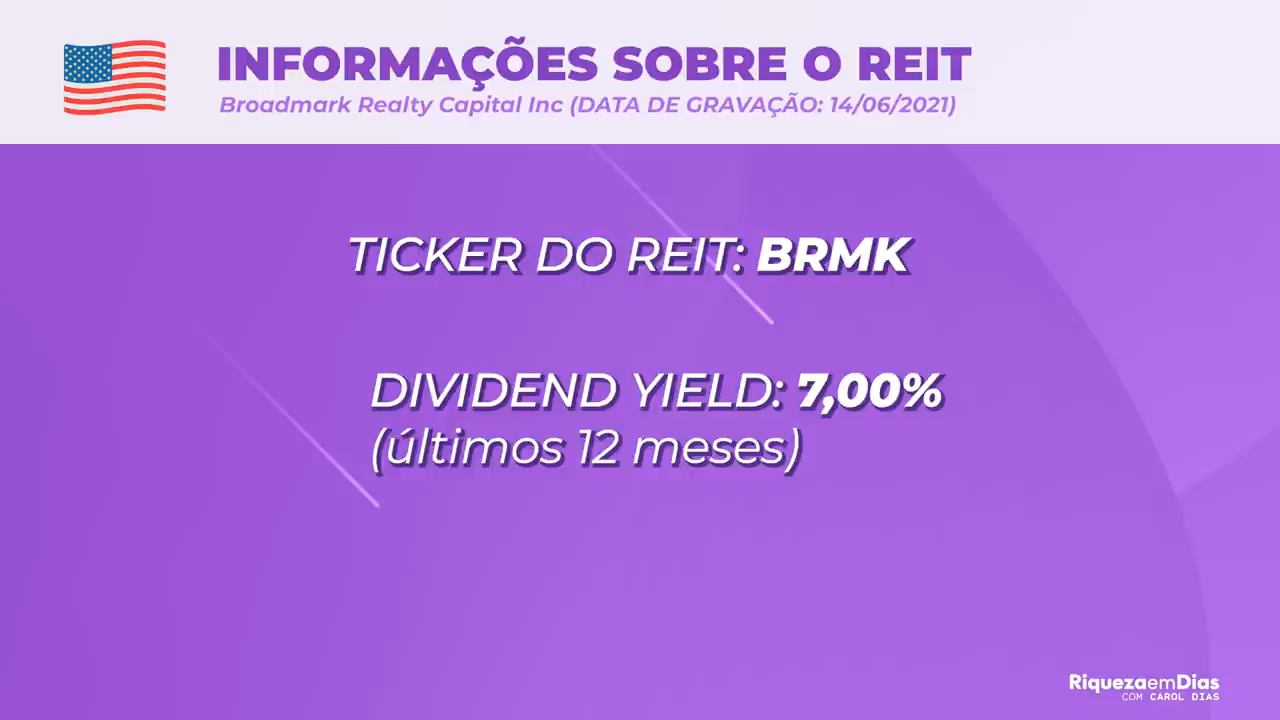 INFORMAÇÕES SOBRE O REIT
Broadmark Realty Capital Inc (DATA DE GRAVAÇÃO: 14/06/2021)
TICKER DO REIT: BRMK
DIVIDEND YIELD: 7,00%
(últimos 12 meses)
RiquezaemDias
COM CAROL DIAS